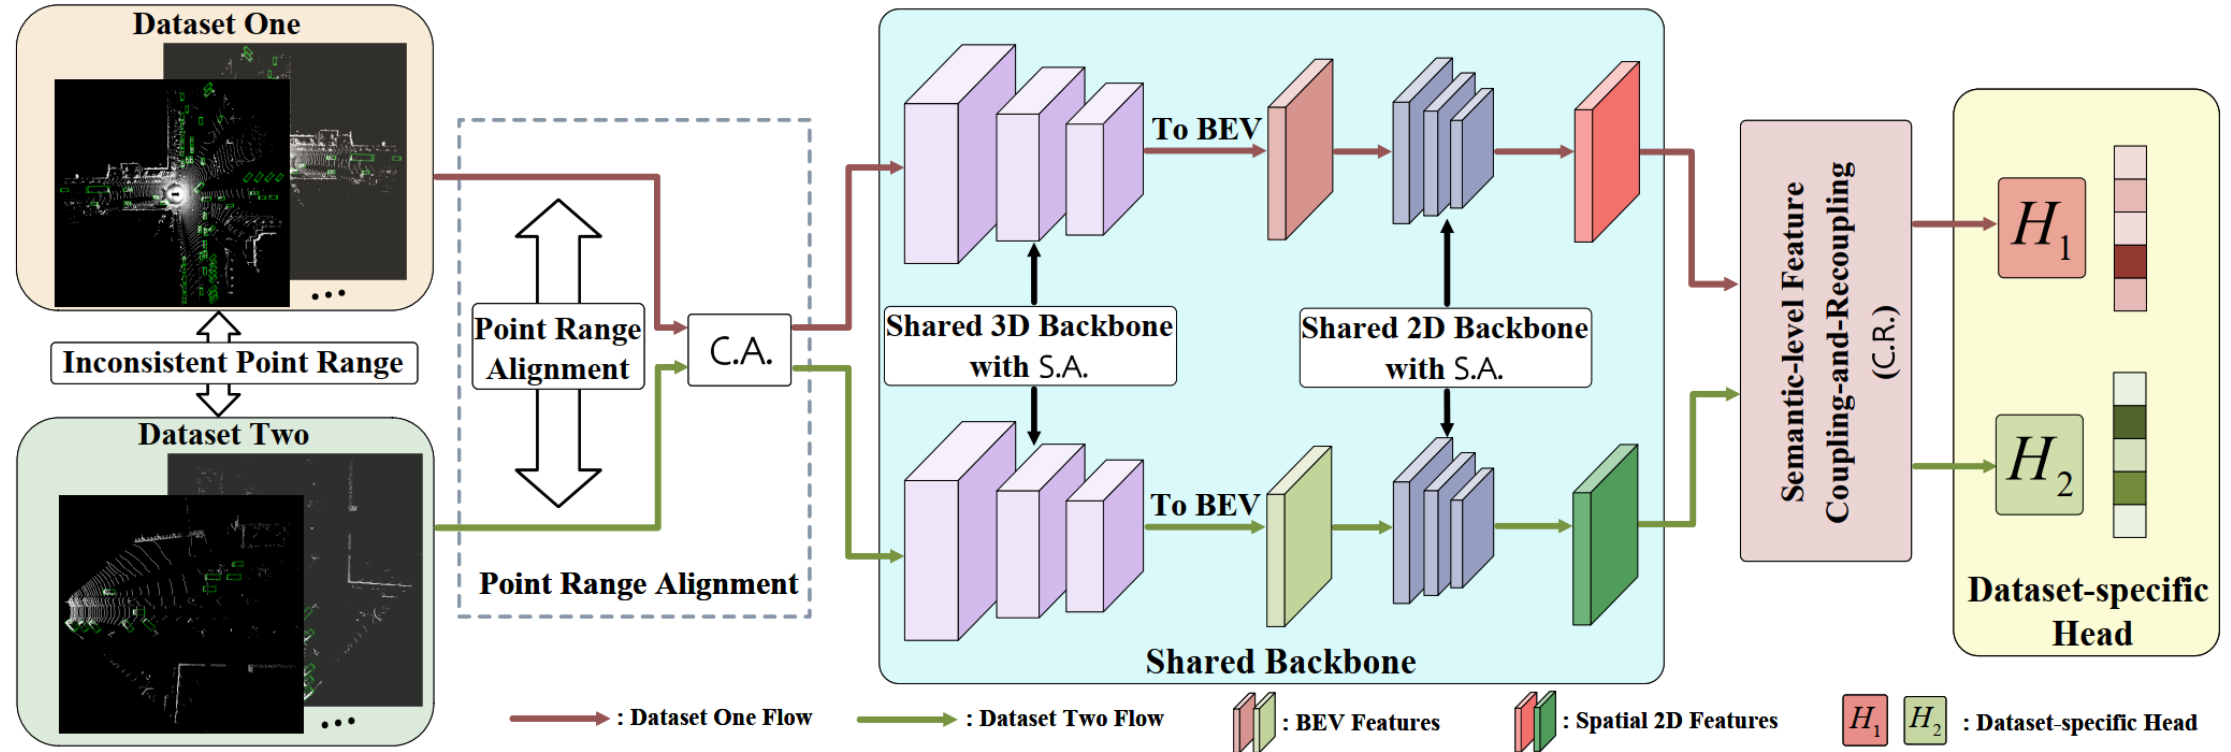 Dataset One
Inconsistent Point Range
Dataset Two
Point Range
Alignment
C.A.
Point Range Alignment
To BEV
Shared 3D Backbone
with S.A.
Shared 2D Backbone
with S.A.
To BEV
Shared Backbone
Semantic-level Feature
Coupling-and-Recoupling
(C.R.)
H1
H2
Dataset-specific
Head
: Dataset One Flow
: Dataset Two Flow
: BEV Features
: Spatial 2D Features
H1
H2
: Dataset-specific Head